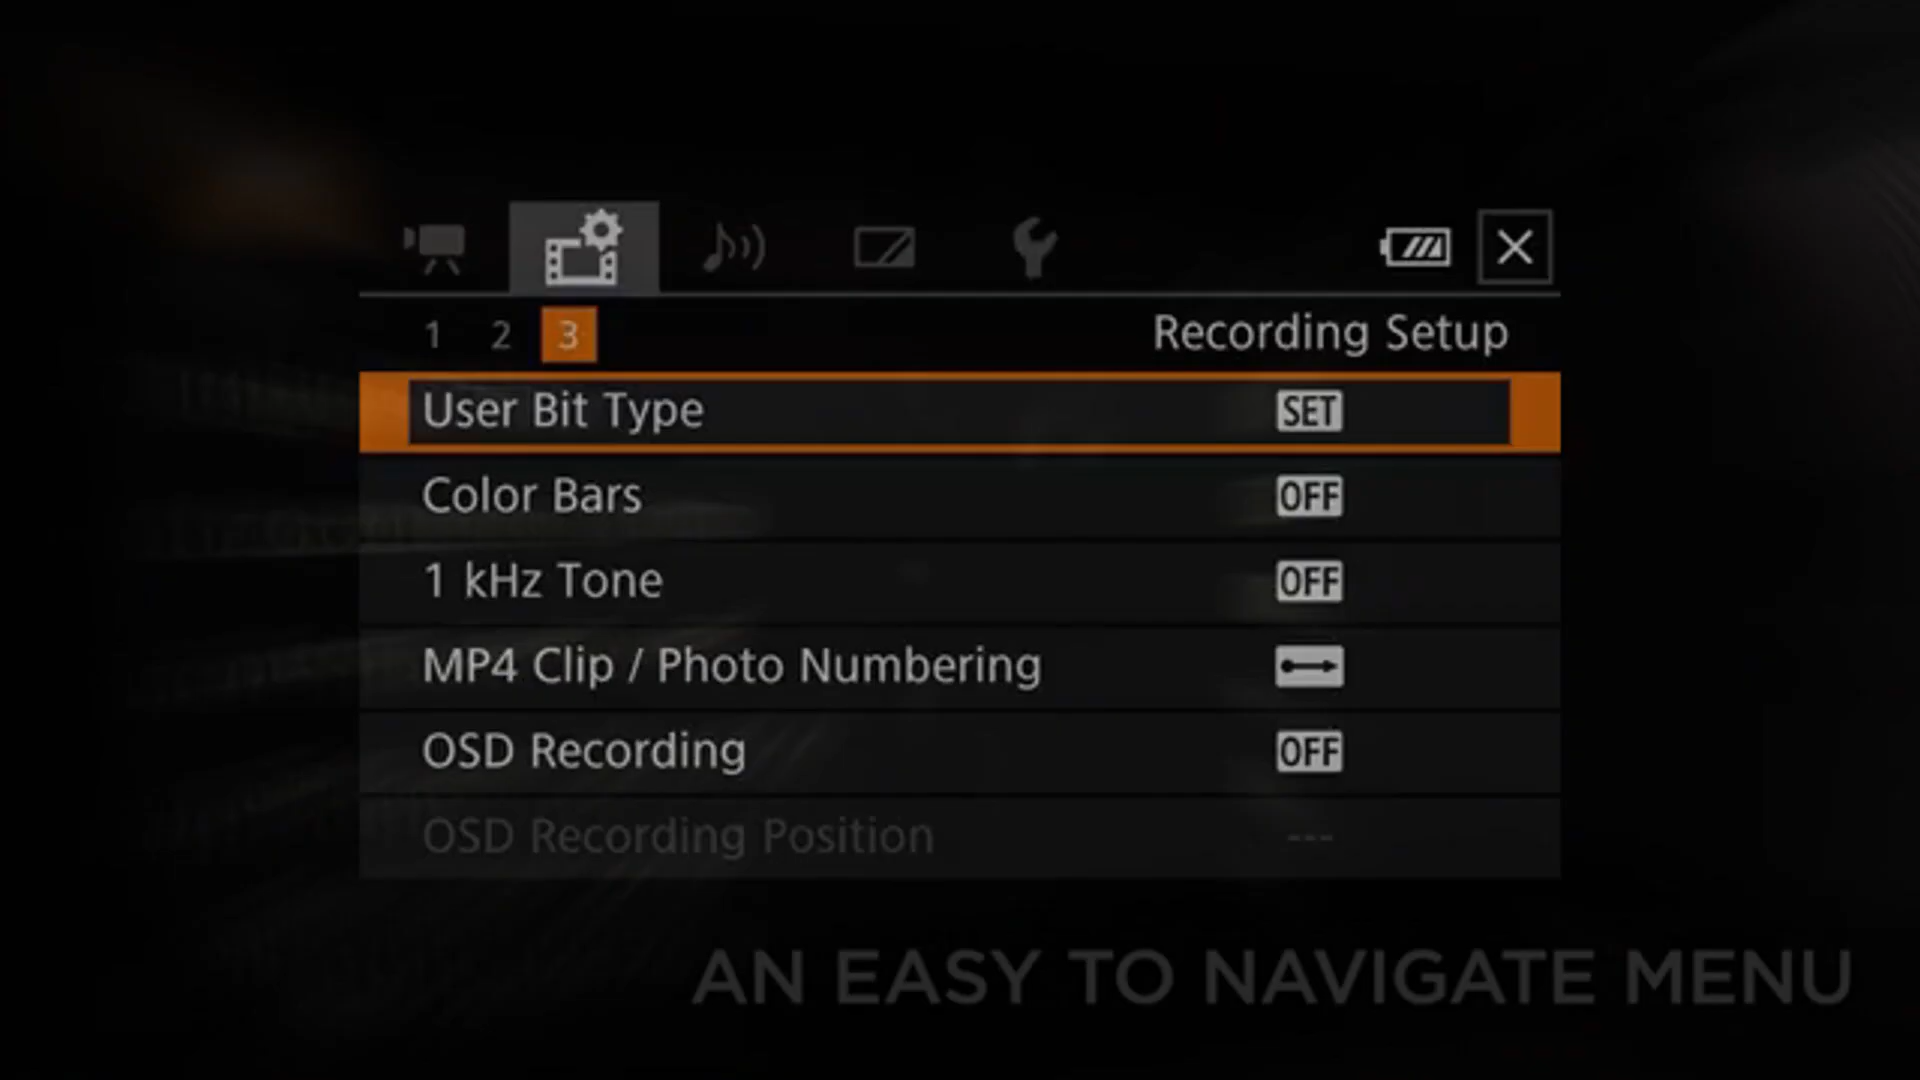 1 2 3 Recording Setup
User Bit Type SET
Color Bars OFF
1 kHz Tone OFF
MP4 Clip / Photo Numbering
OSD Recording OFF
OSD Recording Position ---
AN EASY TO NAVIGATE MENU